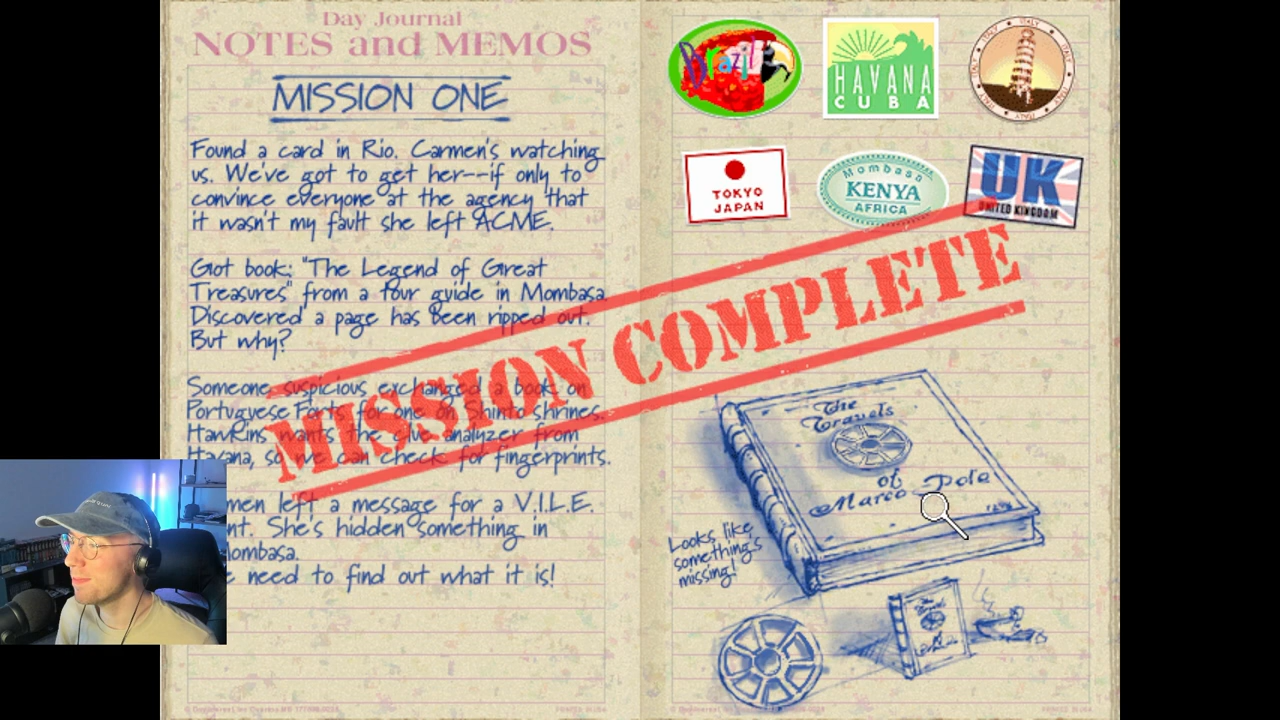 Day Journal
NOTES and MEMOS
MISSION ONE
Found a card in Rio. Carmen's watching
us. We've got to get her--if only to
convince everyone at the agency that
it wasn't my fault she left ACME.
Got book: "The Legend of Great
Treasures" from a tour guide in Mombasa.
Discovered a page has been ripped out.
But why?
Someone suspicious exchanged a book on
Portuguese Forts for one on Shinto shrines.
Hawkins wants the clue analyzer from
Havana, so we can check for fingerprints.
men left a message for a V.I.L.E.
nt. She's hidden something in
Mombasa.
need to find out what it is!
Brazil
HAVANA
CUBA
ITALY ITALY ITALY ITALY
TOKYO
JAPAN
Mombasa
KENYA
AFRICA
UK
UNITED KINGDOM
MISSION COMPLETE
The
Travels
of
Marco Polo
Looks like
something's
missing!